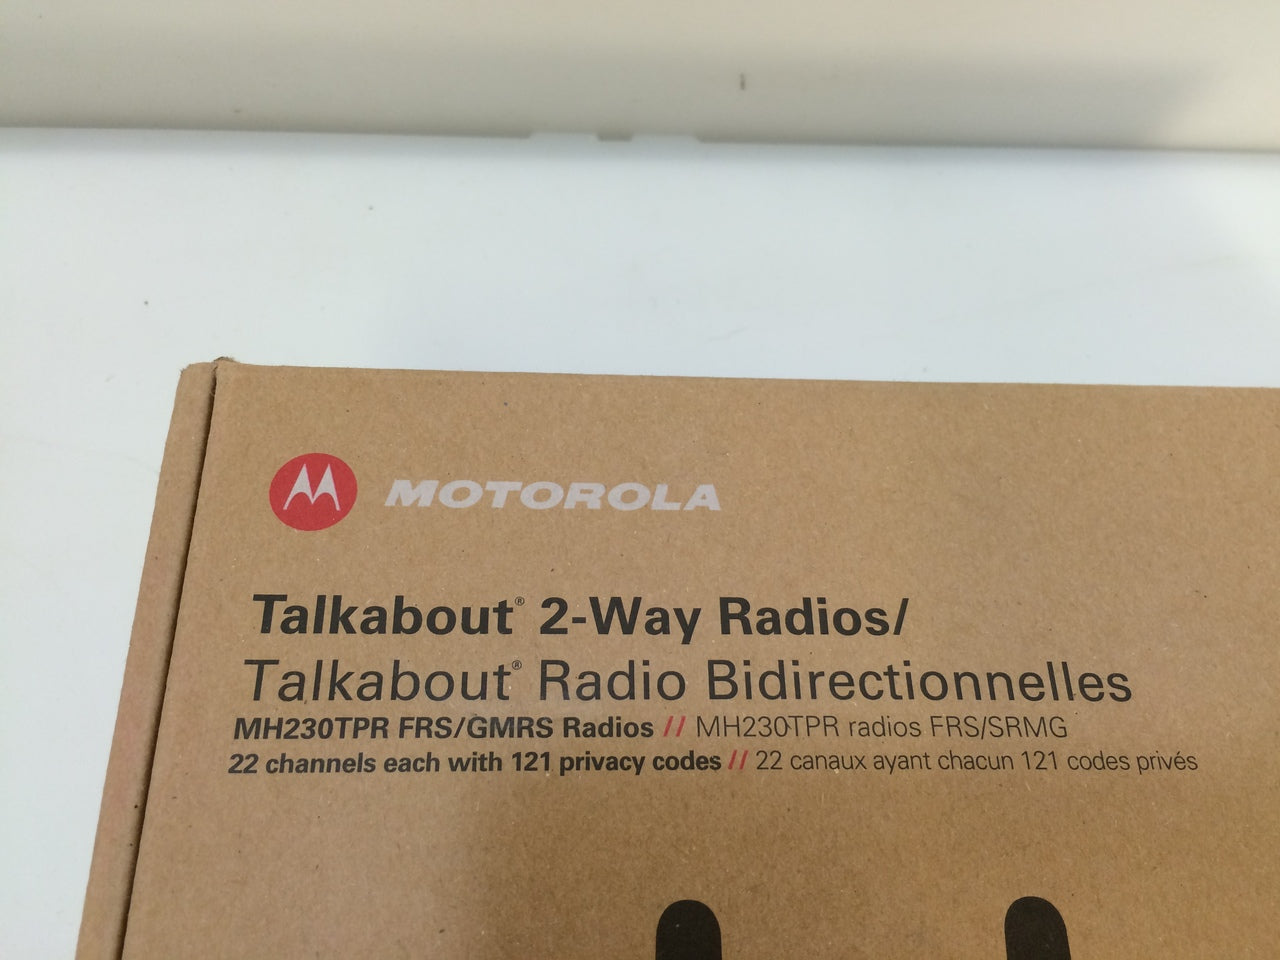 MOTOROLA
Talkabout® 2-Way Radios/
Talkabout® Radio Bidirectionnelles
MH230TPR FRS/GMRS Radios // MH230TPR radios FRS/SRMG
22 channels each with 121 privacy codes // 22 canaux ayant chacun 121 codes privés